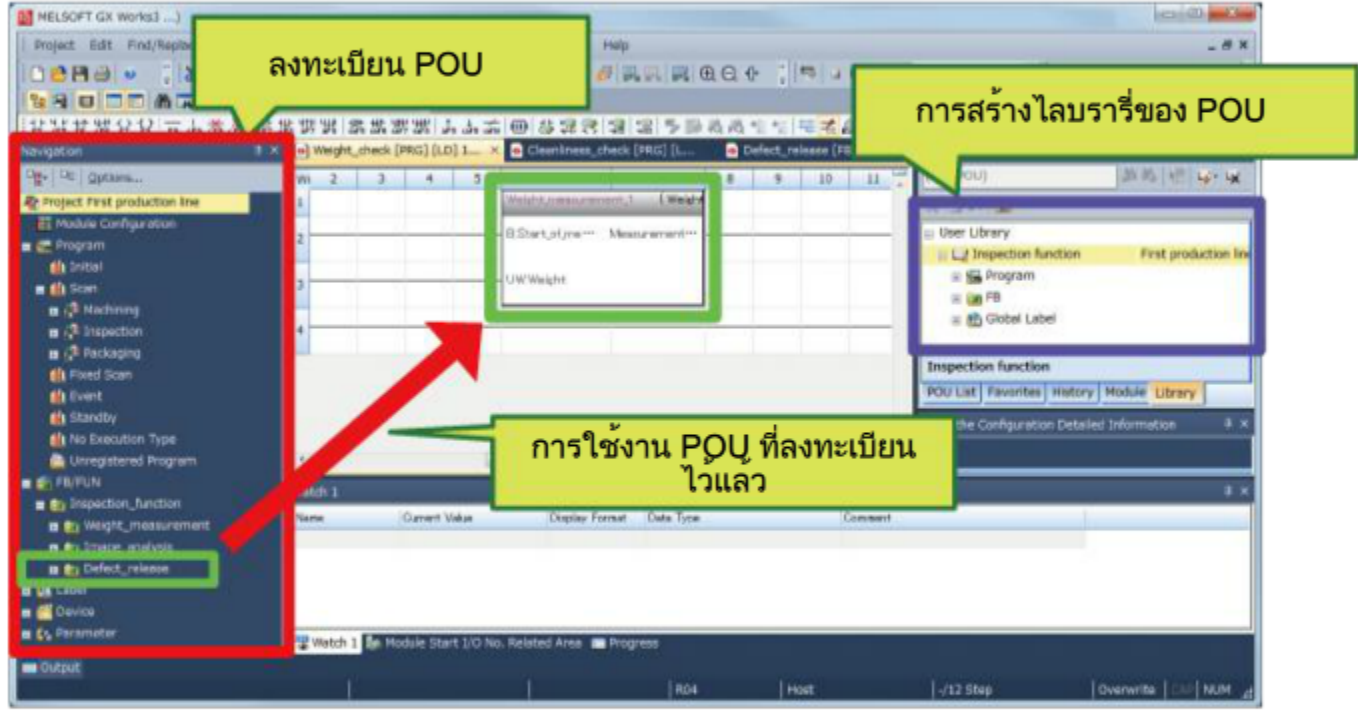 MELSOFT GX Works3 ...)
Project Edit Find/Replac
Help
ลงทะเบียน POU
การสร้างไลบรารี่ของ POU
Navigation
Weight_check [PRG] [LD] 1...
Cleanliness_check [PRG] [L...
Defect_release [FB
Options...
2 3 4 5 8 9 10 11
Project First production line
Module Configuration
Program
Initial
Scan
Machining
Inspection
Packaging
Fixed Scan
Event
Standby
No Execution Type
Unregistered Program
FB/FUN
Inspection_function
Weight_measurement
Image_analysis
Defect_release
Label
Device
Parameter
Output
1
Weight_measurement_1 [Weight
2
B:Start_of_me... Measurement...
3
UW:Weight
4
User Library
Inspection function First production line
Program
FB
Global Label
Inspection function
POU List Favorites History Module Library
the Configuration Detailed Information
การใช้งาน POU ที่ลงทะเบียน
ไว้แล้ว
Watch 1
Name Current Value Display Format Data Type Comment
Watch 1 Module Start I/O No. Related Area Progress
R04 Host -/12 Step Overwrite CAP NUM